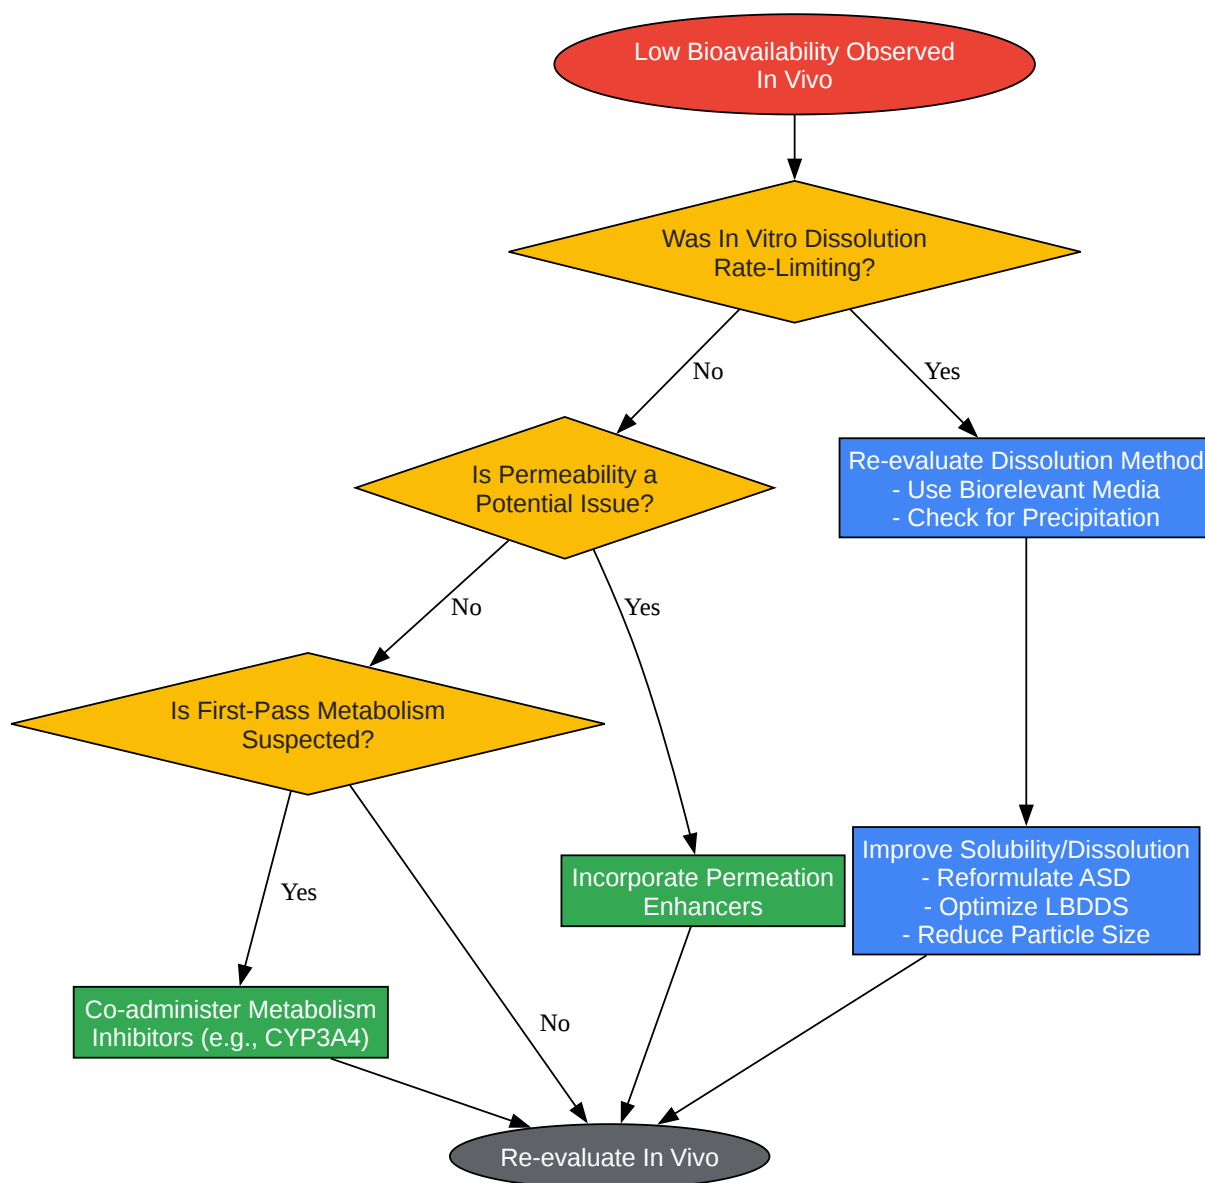 Low Bioavailability Observed
In Vivo
Was In Vitro Dissolution
Rate-Limiting?
No
Yes
Is Permeability a
Potential Issue?
Re-evaluate Dissolution Method
- Use Biorelevant Media
- Check for Precipitation
No
Yes
Is First-Pass Metabolism
Suspected?
Improve Solubility/Dissolution
- Reformulate ASD
- Optimize LBDDS
- Reduce Particle Size
Incorporate Permeation
Enhancers
Yes
Co-administer Metabolism
Inhibitors (e.g., CYP3A4)
No
Re-evaluate In Vivo